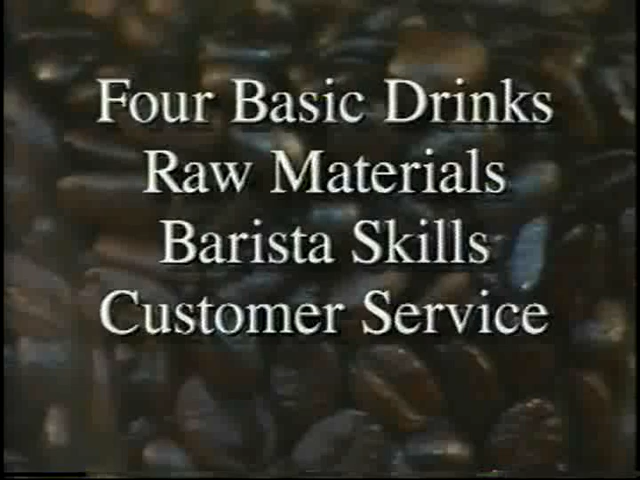 Four Basic Drinks
Raw Materials
Barista Skills
Customer Service